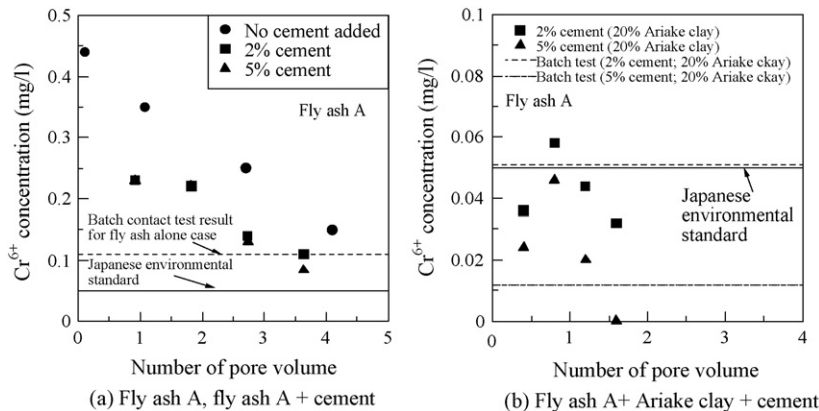 0.5
0.4
0.3
0.2
0.1
0
Cr6+ concentration (mg/l)
No cement added
2% cement
5% cement
Fly ash A
Batch contact test result
for fly ash alone case
Japanese environmental
standard
0 1 2 3 4 5
Number of pore volume
(a) Fly ash A, fly ash A + cement
0.1
0.08
0.06
0.04
0.02
0
Cr6+ concentration (mg/l)
2% cement (20% Ariake clay)
5% cement (20% Ariake clay)
Batch test (2% cement; 20% Ariake ckay)
Batch test (5% cement; 20% Ariake ckay)
Fly ash A
Japanese
environmental
standard
0 1 2 3 4
Number of pore volume
(b) Fly ash A+ Ariake clay + cement